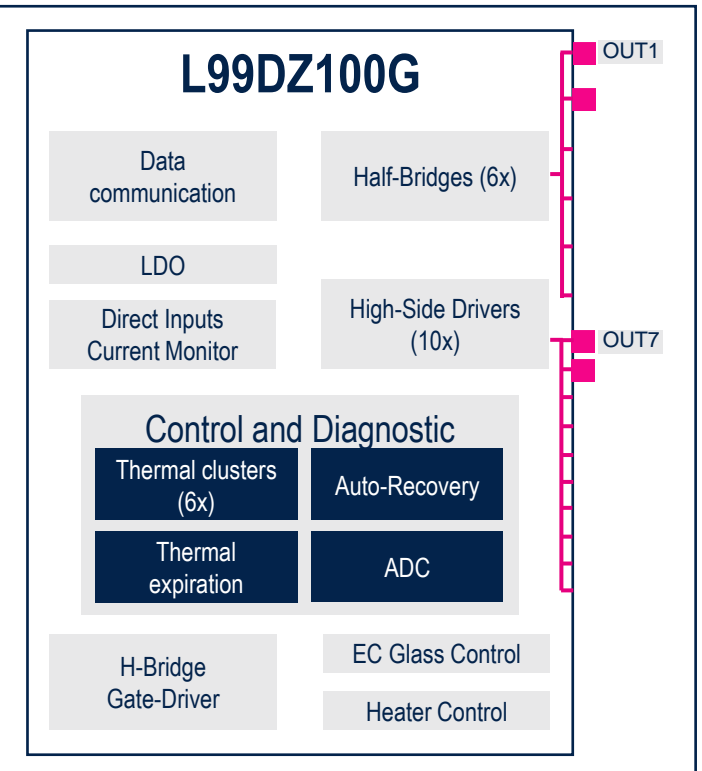 L99DZ100G
OUT1
Data
communication
Half-Bridges (6x)
LDO
Direct Inputs
Current Monitor
High-Side Drivers
(10x)
OUT7
Control and Diagnostic
Thermal clusters
(6x)
Auto-Recovery
Thermal
expiration
ADC
H-Bridge
Gate-Driver
EC Glass Control
Heater Control